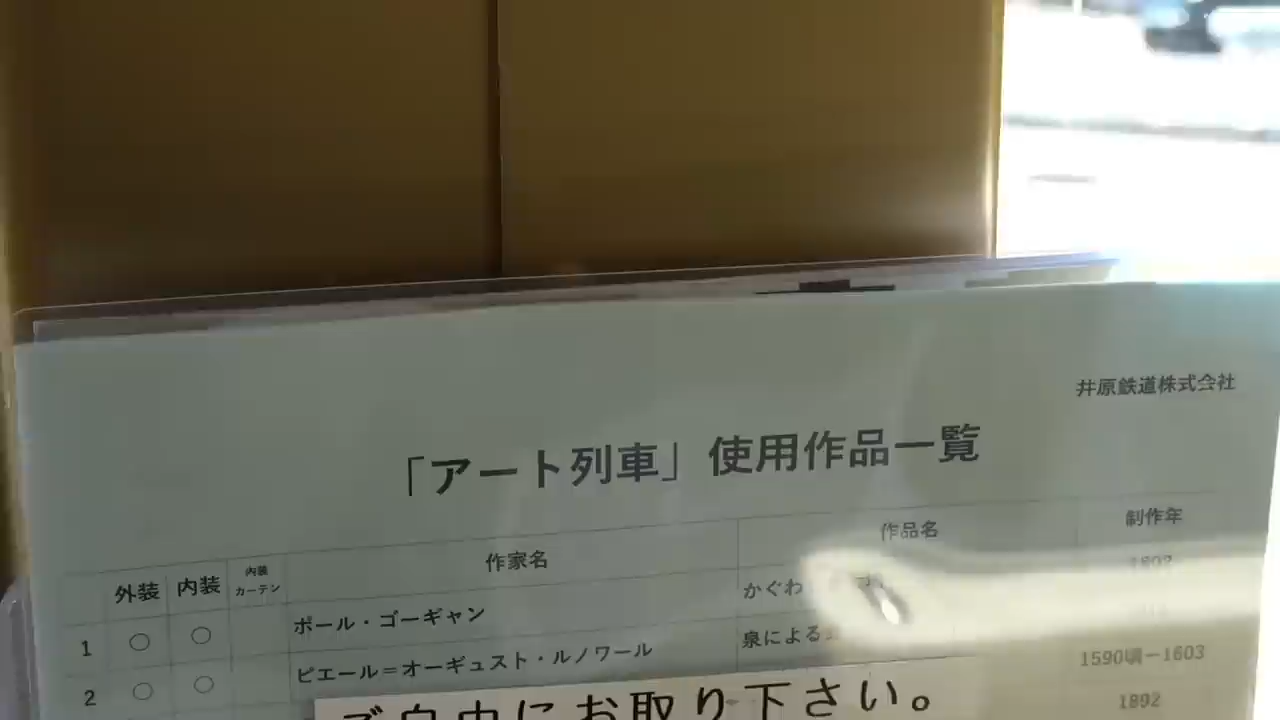 井原鉄道株式会社
「アート列車」使用作品一覧
外装 内装 内装カーテン 作家名 作品名 制作年
1 ○ ○ ポール・ゴーギャン かぐわ
2 ○ ○ ピエール＝オーギュスト・ルノワール 泉による
1590頃－1603
1892
ご自由にお取り下さい。